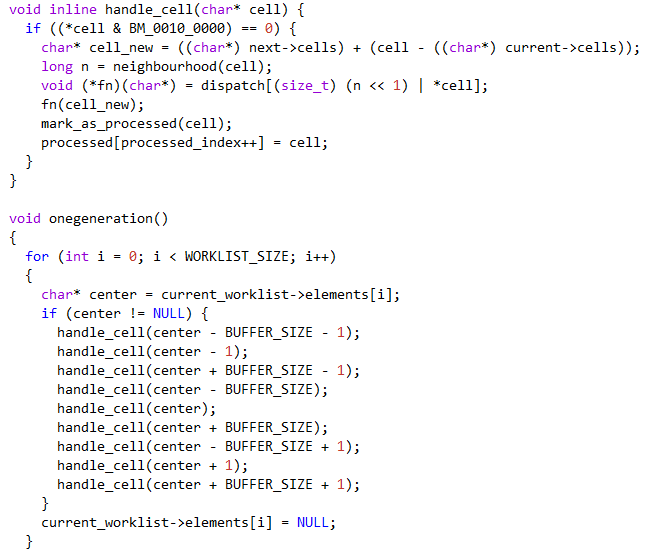 void inline handle_cell(char* cell) {
  if ((*cell & BM_0010_0000) == 0) {
    char* cell_new = ((char*) next->cells) + (cell - ((char*) current->cells));
    long n = neighbourhood(cell);
    void (*fn)(char*) = dispatch[(size_t) (n << 1) | *cell];
    fn(cell_new);
    mark_as_processed(cell);
    processed[processed_index++] = cell;
  }
}

void onegeneration()
{
  for (int i = 0; i < WORKLIST_SIZE; i++)
  {
    char* center = current_worklist->elements[i];
    if (center != NULL) {
      handle_cell(center - BUFFER_SIZE - 1);
      handle_cell(center - 1);
      handle_cell(center + BUFFER_SIZE - 1);
      handle_cell(center - BUFFER_SIZE);
      handle_cell(center);
      handle_cell(center + BUFFER_SIZE);
      handle_cell(center - BUFFER_SIZE + 1);
      handle_cell(center + 1);
      handle_cell(center + BUFFER_SIZE + 1);
    }
    current_worklist->elements[i] = NULL;
  }